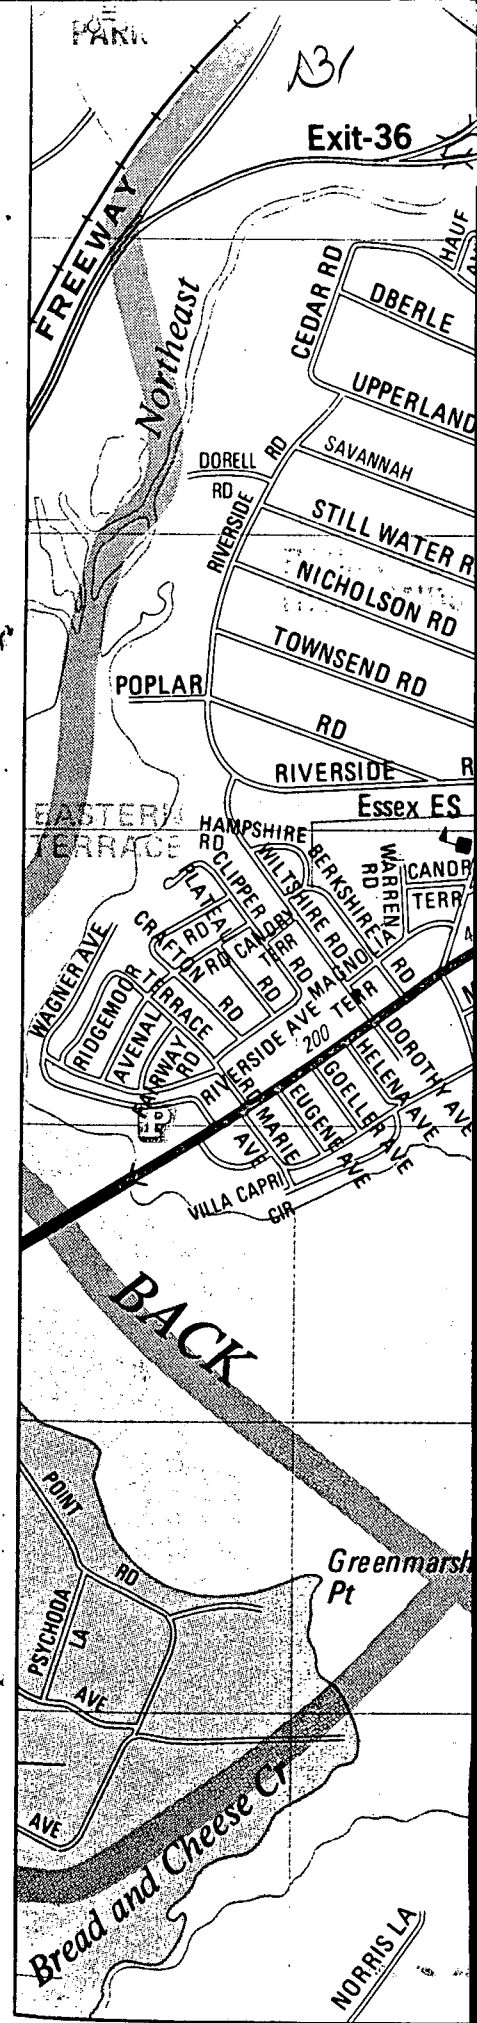 PARK
A31
Exit-36
FREEWAY
HAUF
CEDAR RD
OBERLE
Northeast
UPPERLAND
DORELL
RD
RIVERSIDE RD
SAVANNAH
STILL WATER R
NICHOLSON RD
TOWNSEND RD
POPLAR
RD
RIVERSIDE R
Essex ES
EASTERN
TERRACE
HAMPSHIRE
RD
CLIPPER
RD
WILTSHIRE RD
BERKSHIRE
WARREN
RD
CANDR
TERR
PLATEAU
RD
CANDRY
TERR
RD
CRAFTON RD
RD
MAGNOLIA
TERR
RD
WAGNER AVE
RIDGEMOOR
TERRACE
AVENAL
FAIRWAY
RD
RIVERSIDE AVE
200
RD
MARIE
AVE
EUGENE AVE
GOELLER AVE
HELENA AVE
DOROTHY AVE
VILLA CAPRI
CIR
BACK
POINT
RD
Greenmarsh
Pt
PSYCHODA
LA
AVE
AVE
Bread and Cheese Cr
NORRIS LA